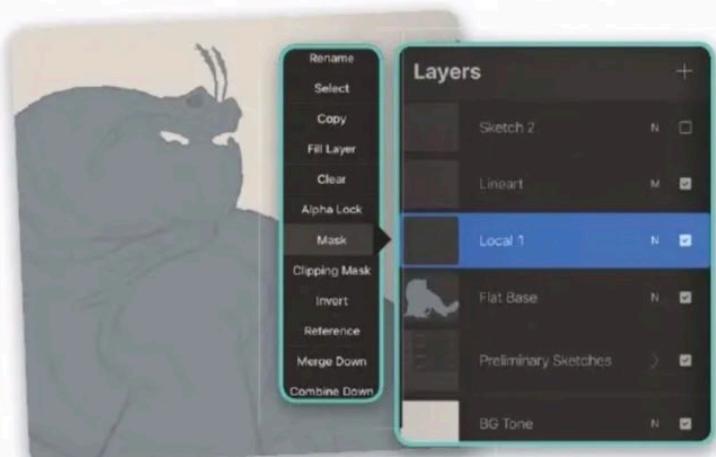 Rename
Select
Copy
Fill Layer
Clear
Alpha Lock
Mask
Clipping Mask
Invert
Reference
Merge Down
Combine Down
Layers
Sketch 2 N
Lineart M
Local 1 N
Flat Base N
Preliminary Sketches
BG Tone N